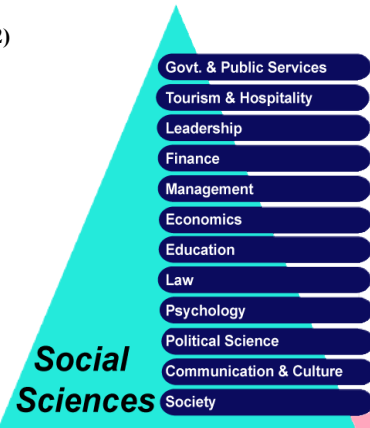 2)
Govt. & Public Services
Tourism & Hospitality
Leadership
Finance
Management
Economics
Education
Law
Psychology
Political Science
Communication & Culture
Society
Social
Sciences